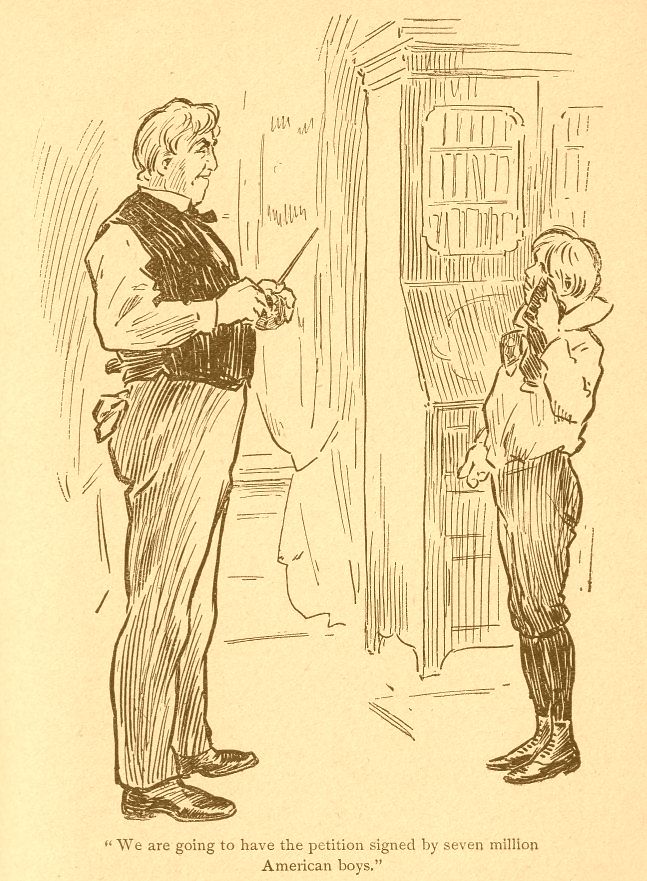 “ We are going to have the petition signed by seven million
American boys.”